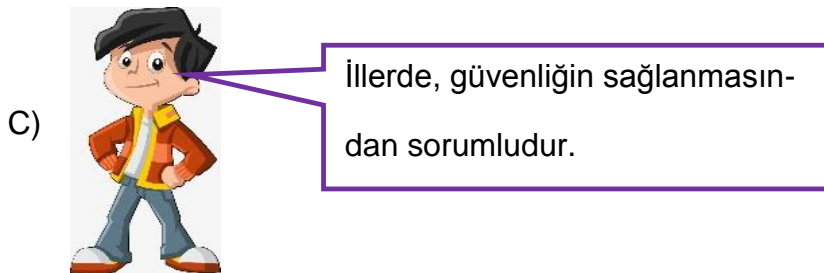 C)
İllerde, güvenliğin sağlanmasın-
dan sorumludur.